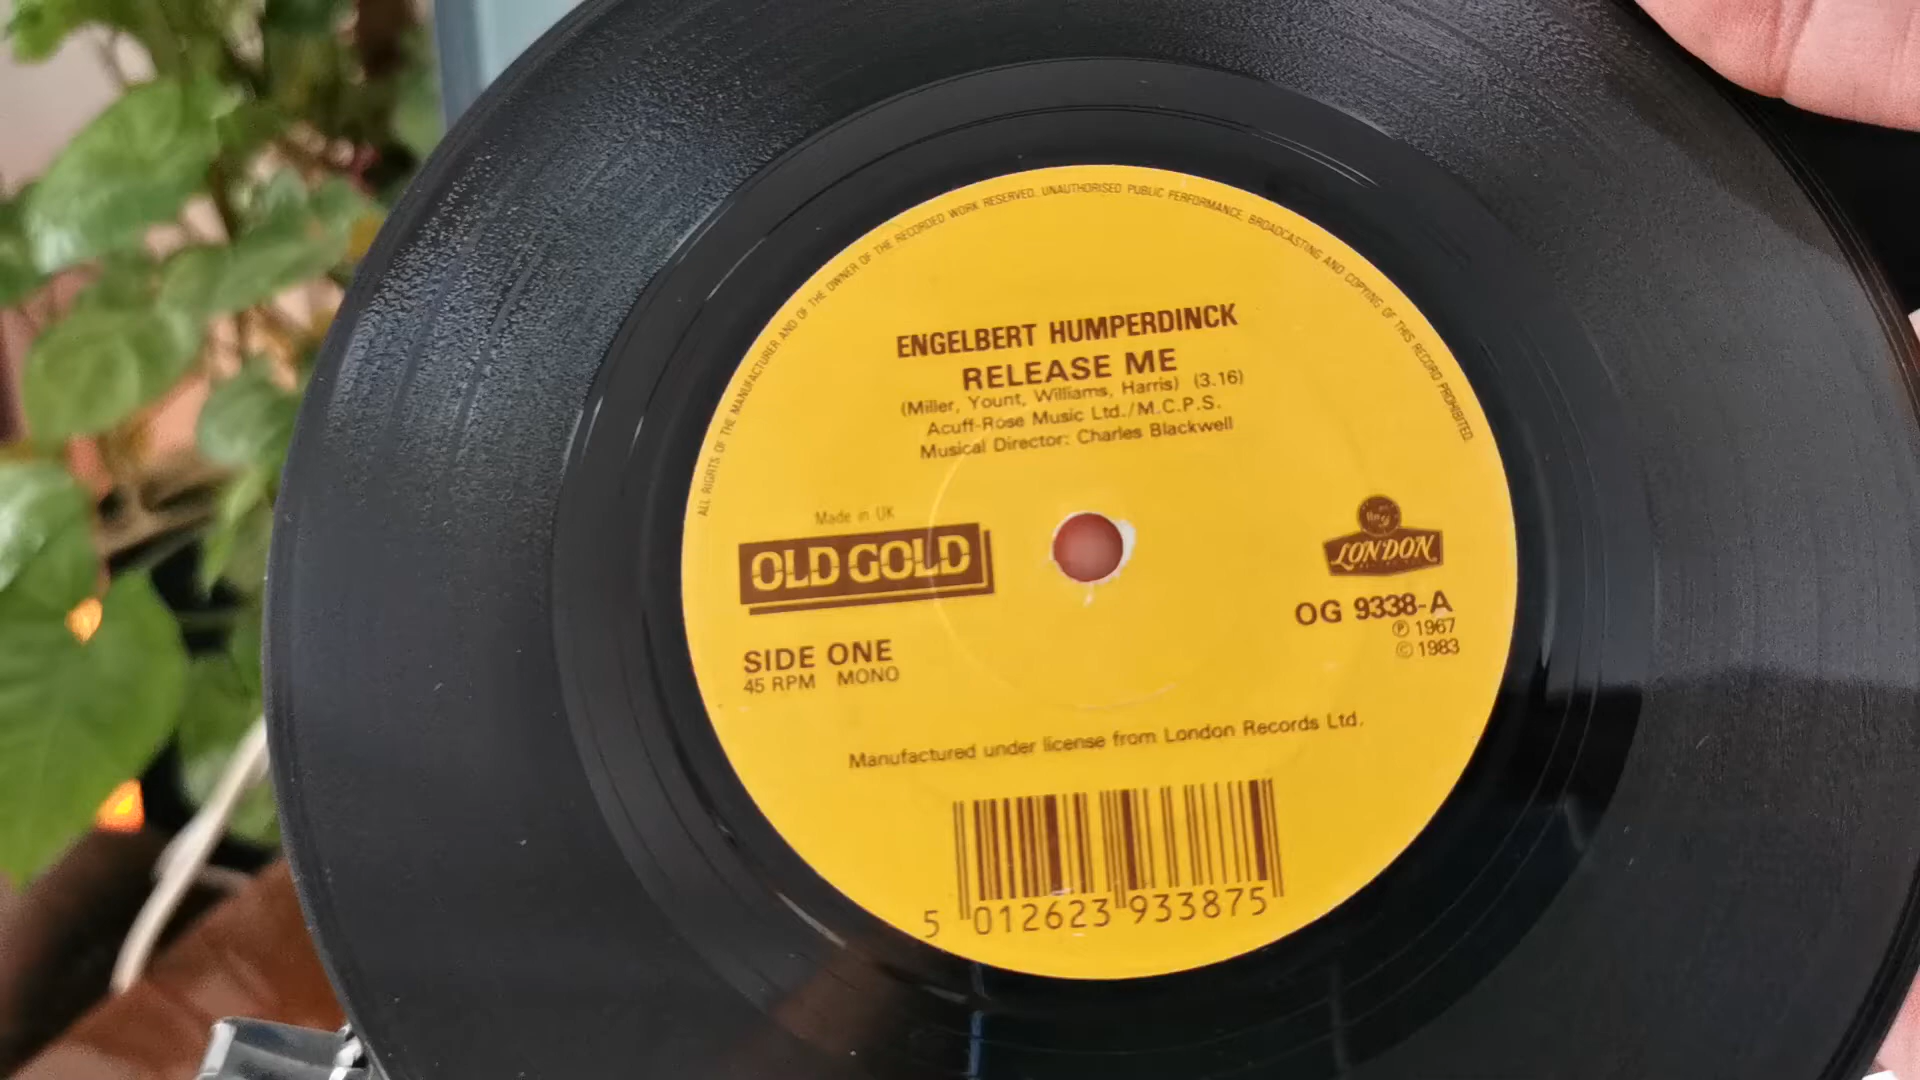 ALL RIGHTS OF THE MANUFACTURER AND OF THE OWNER OF THE RECORDED WORK RESERVED. UNAUTHORISED PUBLIC PERFORMANCE, BROADCASTING AND COPYING OF THIS RECORD PROHIBITED.
ENGELBERT HUMPERDINCK
RELEASE ME
(Miller, Yount, Williams, Harris) (3.16)
Acuff-Rose Music Ltd./M.C.P.S.
Musical Director: Charles Blackwell
Made in UK
OLD GOLD
LONDON
SIDE ONE
45 RPM MONO
OG 9338-A
℗ 1967
© 1983
Manufactured under license from London Records Ltd.
5 012623 933875